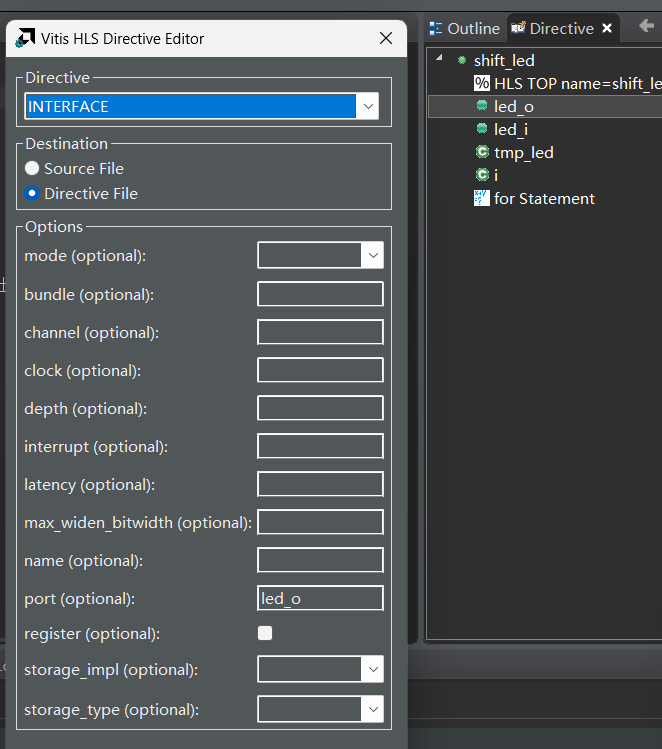 Vitis HLS Directive Editor
Directive
INTERFACE
Destination
Source File
Directive File
Options
mode (optional):
bundle (optional):
channel (optional):
clock (optional):
depth (optional):
interrupt (optional):
latency (optional):
max_widen_bitwidth (optional):
name (optional):
port (optional): led_o
register (optional):
storage_impl (optional):
storage_type (optional):
Outline Directive
shift_led
% HLS TOP name=shift_le
led_o
led_i
C tmp_led
C i
for Statement